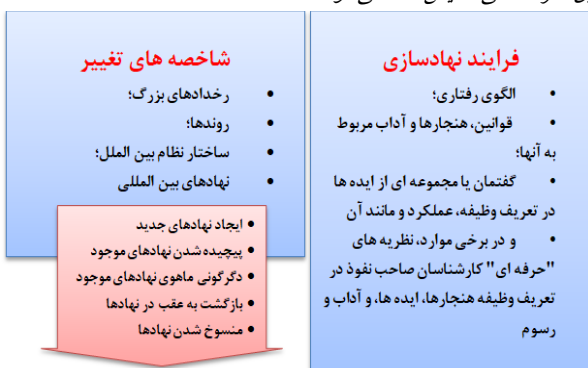 فرایند نهادسازی
• الگوی رفتاری؛
• قوانین، هنجارها و آداب مربوط
به آنها؛
• گفتمان یا مجموعه ای از ایده ها
در تعریف وظیفه، عملکرد و مانند آن
• و در برخی موارد، نظریه های
"حرفه ای" کارشناسان صاحب نفوذ در
تعریف وظیفه هنجارها، ایده ها، و آداب و
رسوم
شاخصه های تغییر
• رخدادهای بزرگ؛
• روندها؛
• ساختار نظام بین الملل؛
• نهادهای بین المللی
• ایجاد نهادهای جدید
• پیچیده شدن نهادهای موجود
• دگرگونی ماهوی نهادهای موجود
• بازگشت به عقب در نهادها
• منسوخ شدن نهادها